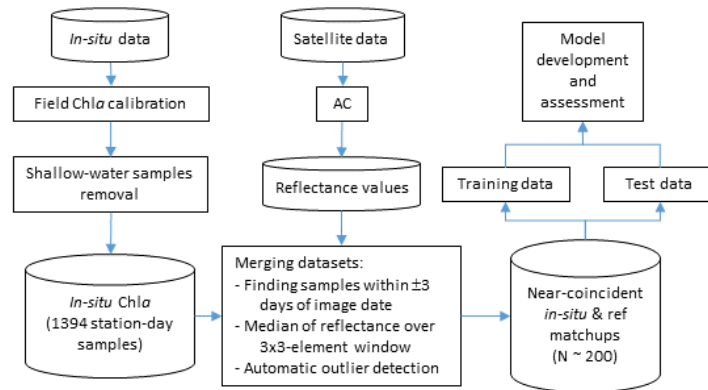 In-situ data
Field Chla calibration
Shallow-water samples
removal
In-situ Chla
(1394 station-day
samples)
Satellite data
AC
Reflectance values
Merging datasets:
- Finding samples within ±3
days of image date
- Median of reflectance over
3x3-element window
- Automatic outlier detection
Near-coincident
in-situ & ref
matchups
(N ~ 200)
Training data
Test data
Model
development
and
assessment